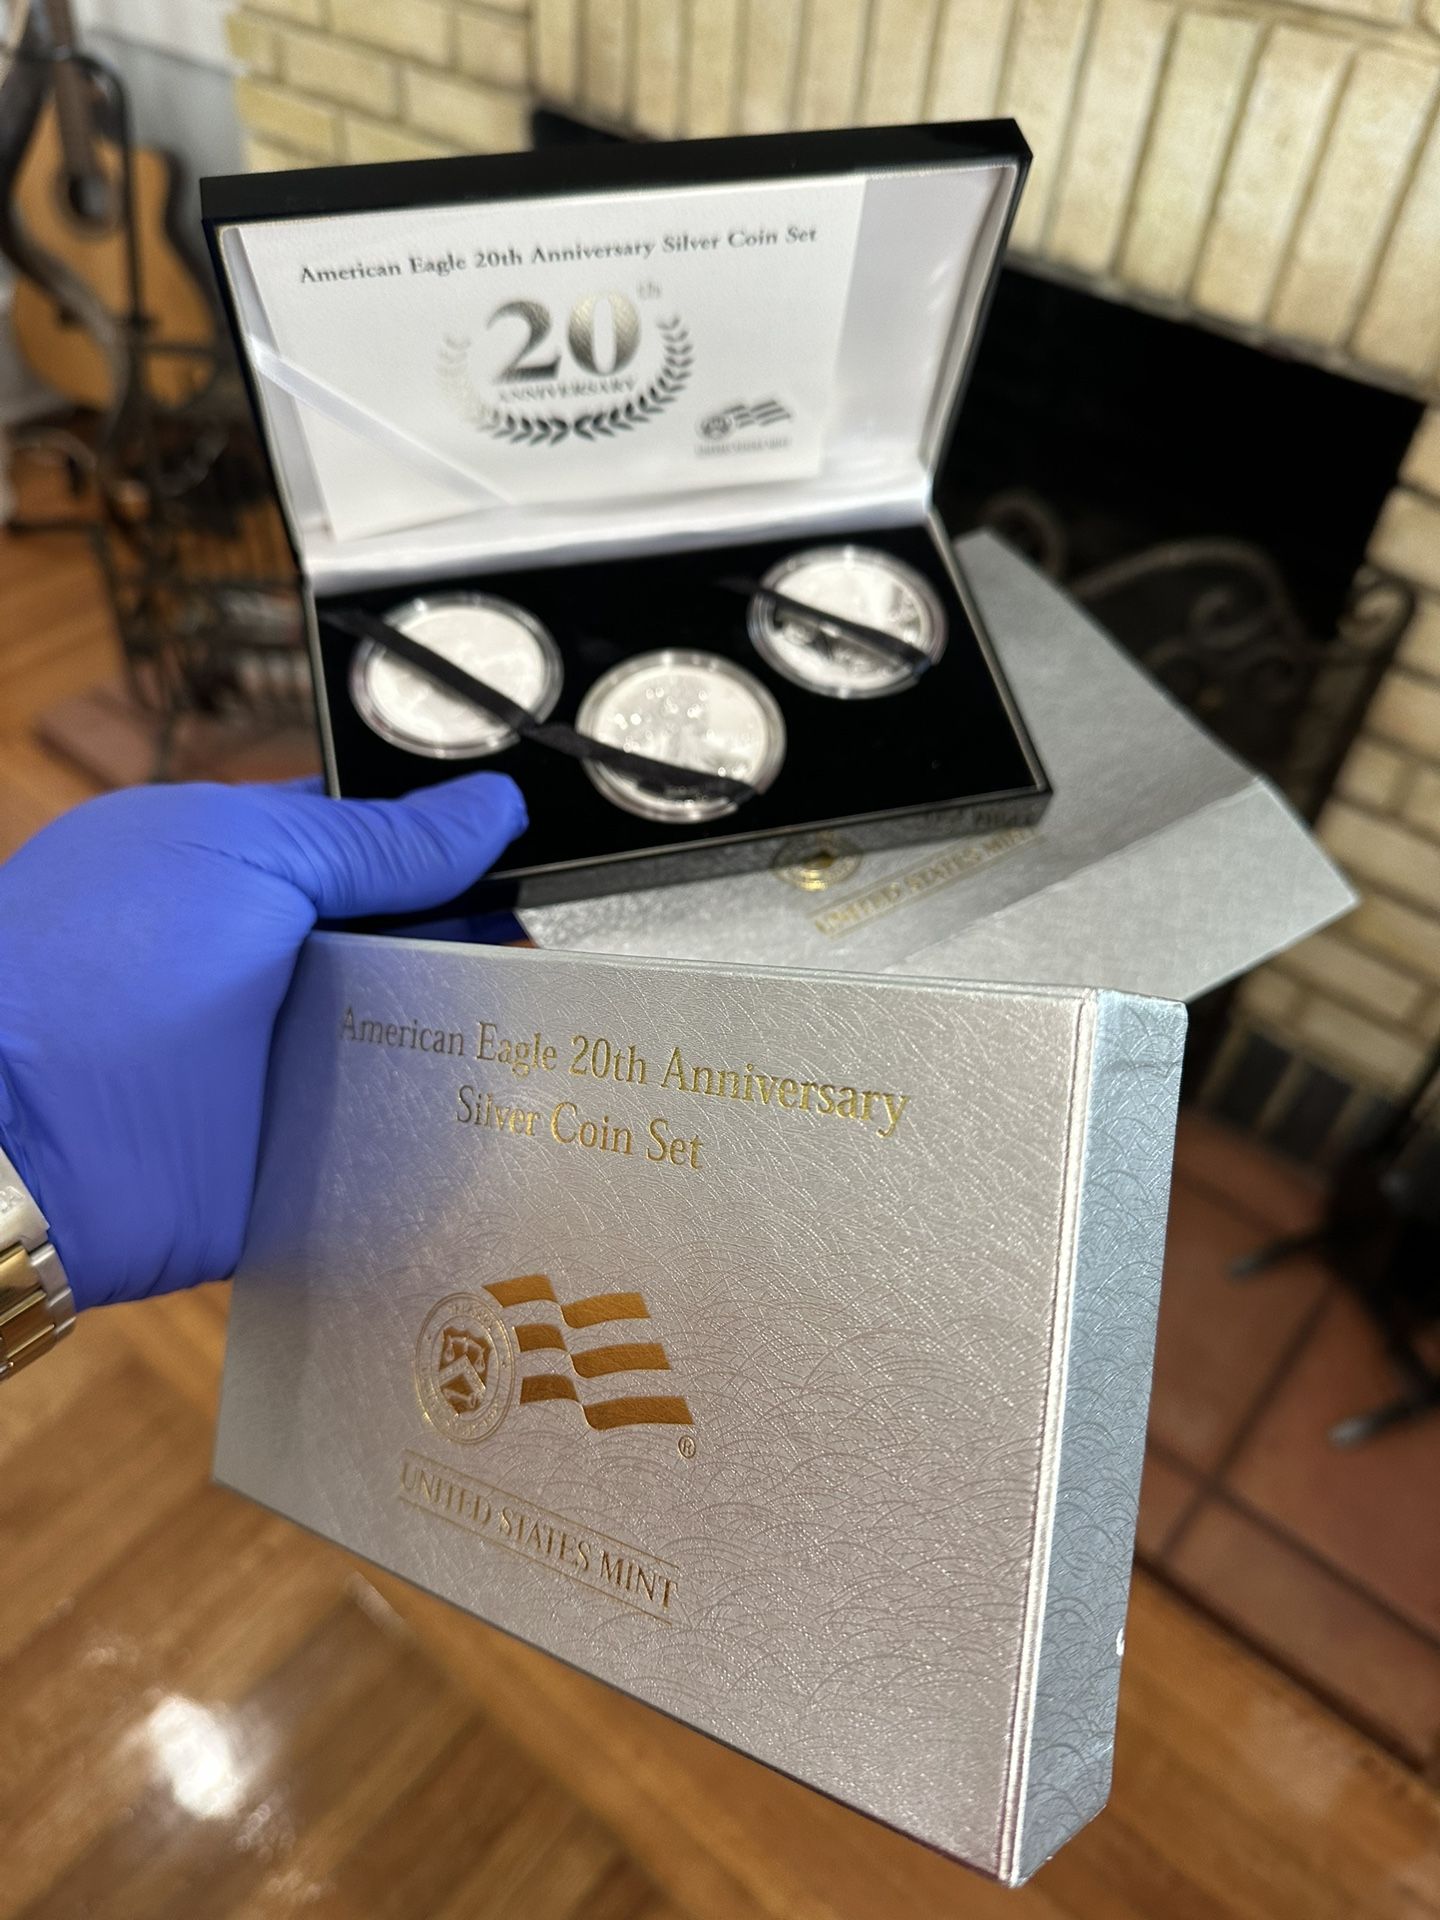 American Eagle 20th Anniversary Silver Coin Set
20th
ANNIVERSARY
UNITED STATES MINT
American Eagle 20th Anniversary
Silver Coin Set
®
UNITED STATES MINT